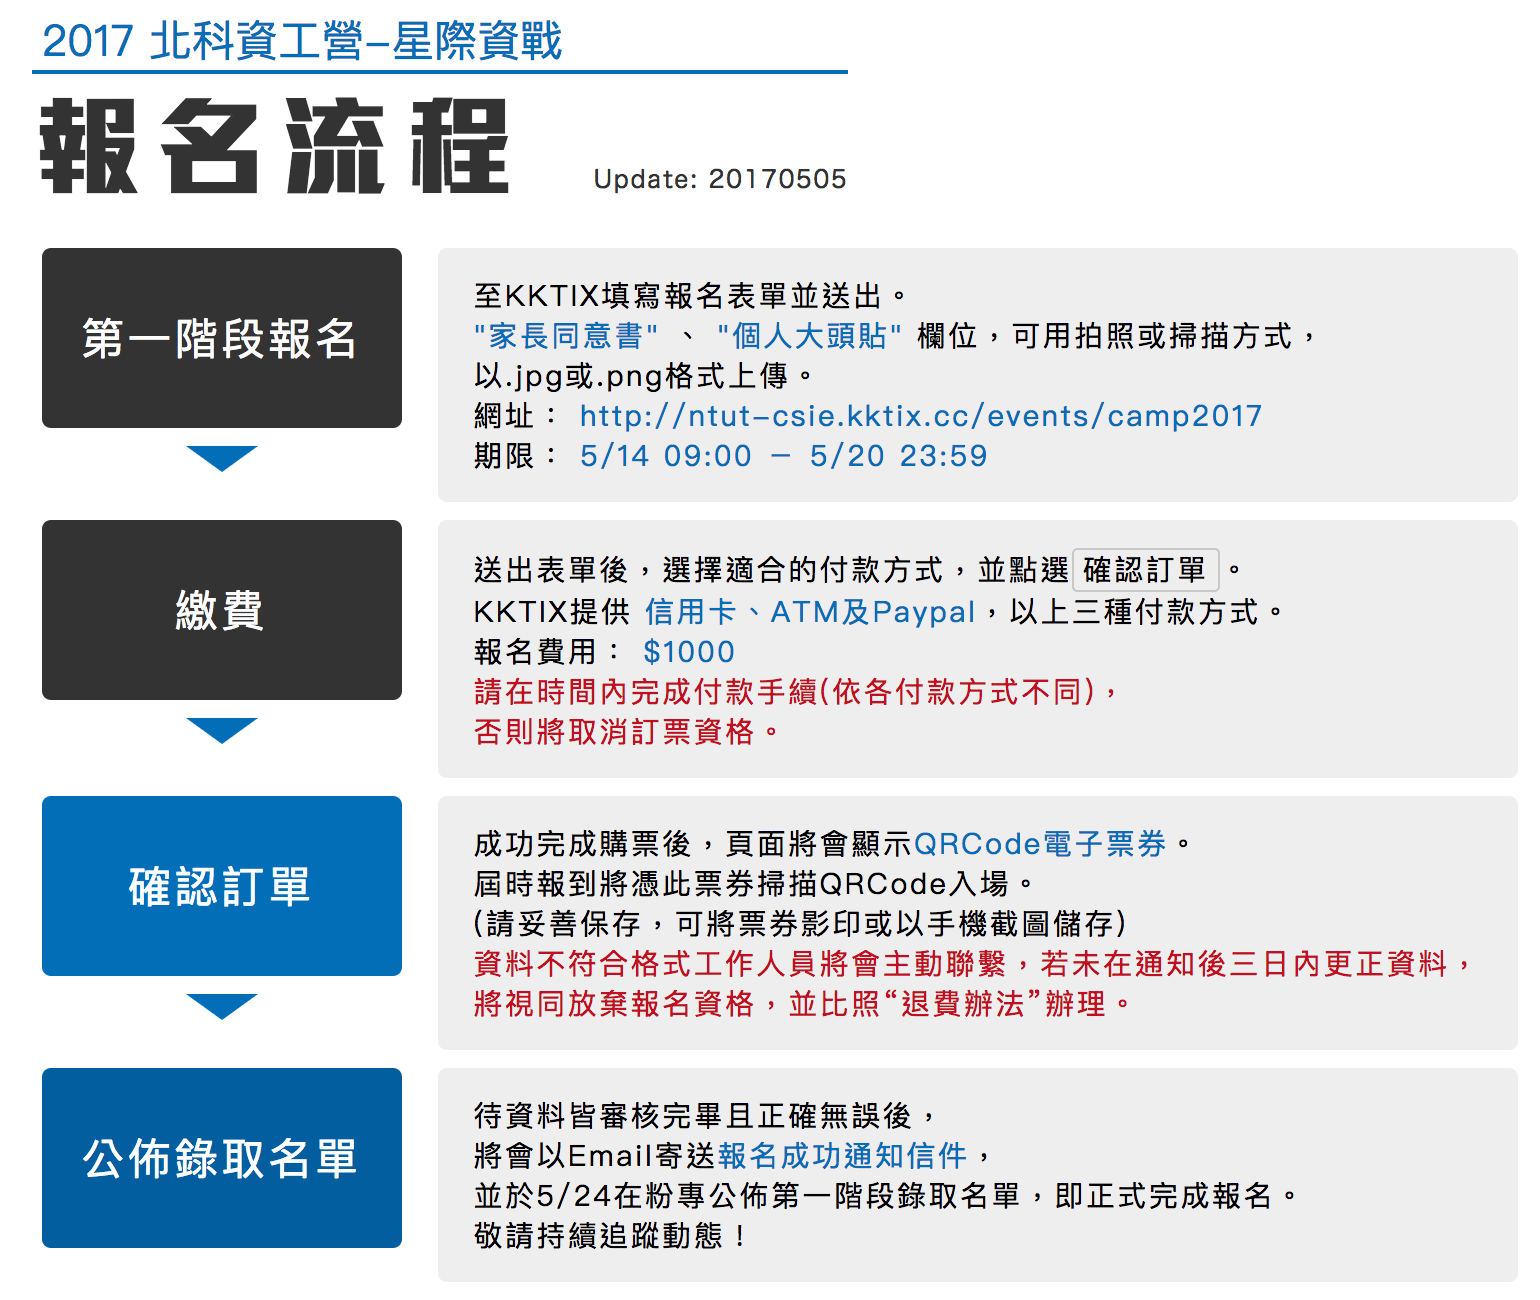 2017 北科資工營–星際資戰
報名流程
Update: 20170505
第一階段報名
至KKTIX填寫報名表單並送出。
"家長同意書" 、 "個人大頭貼" 欄位，可用拍照或掃描方式，
以.jpg或.png格式上傳。
網址： http://ntut–csie.kktix.cc/events/camp2017
期限： 5/14 09:00 － 5/20 23:59
繳費
送出表單後，選擇適合的付款方式，並點選 確認訂單 。
KKTIX提供 信用卡、ATM及Paypal，以上三種付款方式。
報名費用： $1000
請在時間內完成付款手續(依各付款方式不同)，
否則將取消訂票資格。
確認訂單
成功完成購票後，頁面將會顯示QRCode電子票券。
屆時報到將憑此票券掃描QRCode入場。
(請妥善保存，可將票券影印或以手機截圖儲存)
資料不符合格式工作人員將會主動聯繫，若未在通知後三日內更正資料，
將視同放棄報名資格，並比照“退費辦法”辦理。
公佈錄取名單
待資料皆審核完畢且正確無誤後，
將會以Email寄送報名成功通知信件，
並於5/24在粉專公佈第一階段錄取名單，即正式完成報名。
敬請持續追蹤動態！